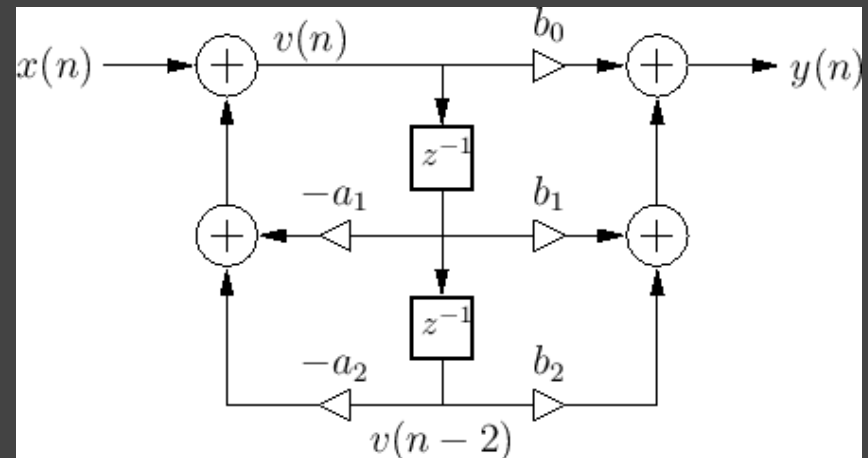 x(n) + v(n) b₀ + y(n)
z⁻¹
+ −a₁ b₁ +
z⁻¹
−a₂ b₂
v(n − 2)